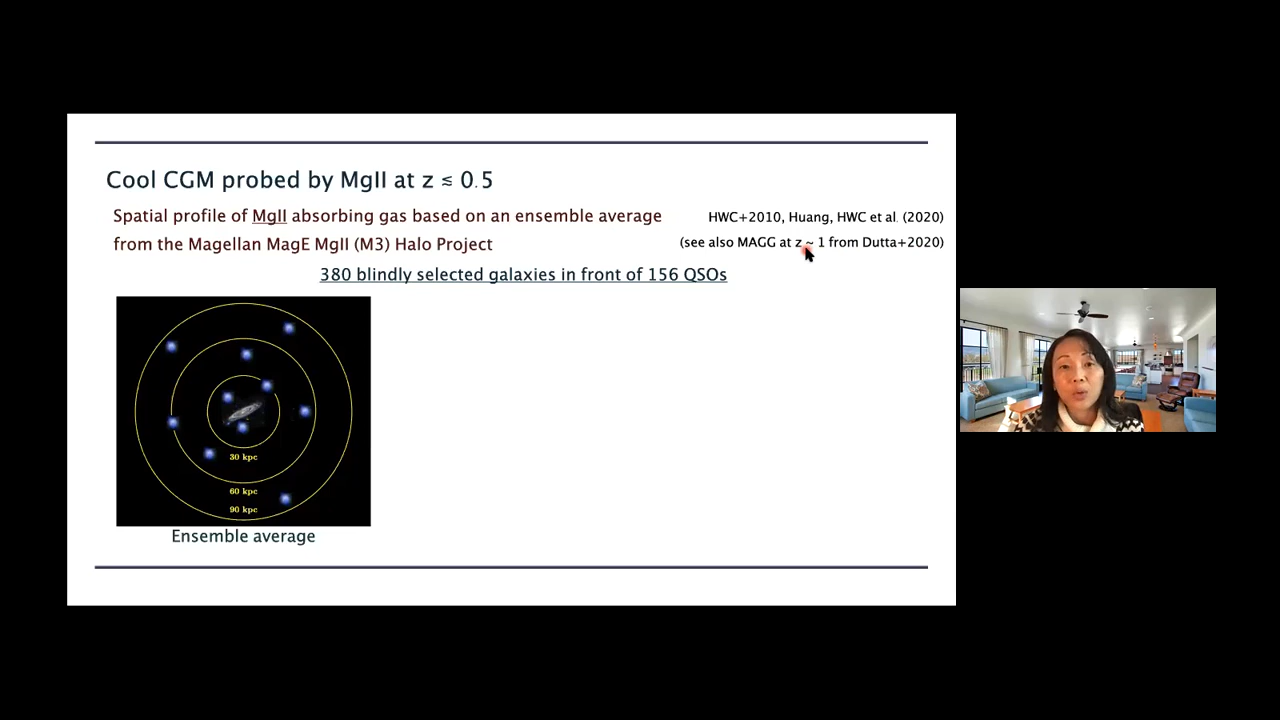 Cool CGM probed by MgII at z ≲ 0.5
Spatial profile of MgII absorbing gas based on an ensemble average
from the Magellan MagE MgII (M3) Halo Project
HWC+2010, Huang, HWC et al. (2020)
(see also MAGG at z ~ 1 from Dutta+2020)
380 blindly selected galaxies in front of 156 QSOs
30 kpc
60 kpc
90 kpc
Ensemble average